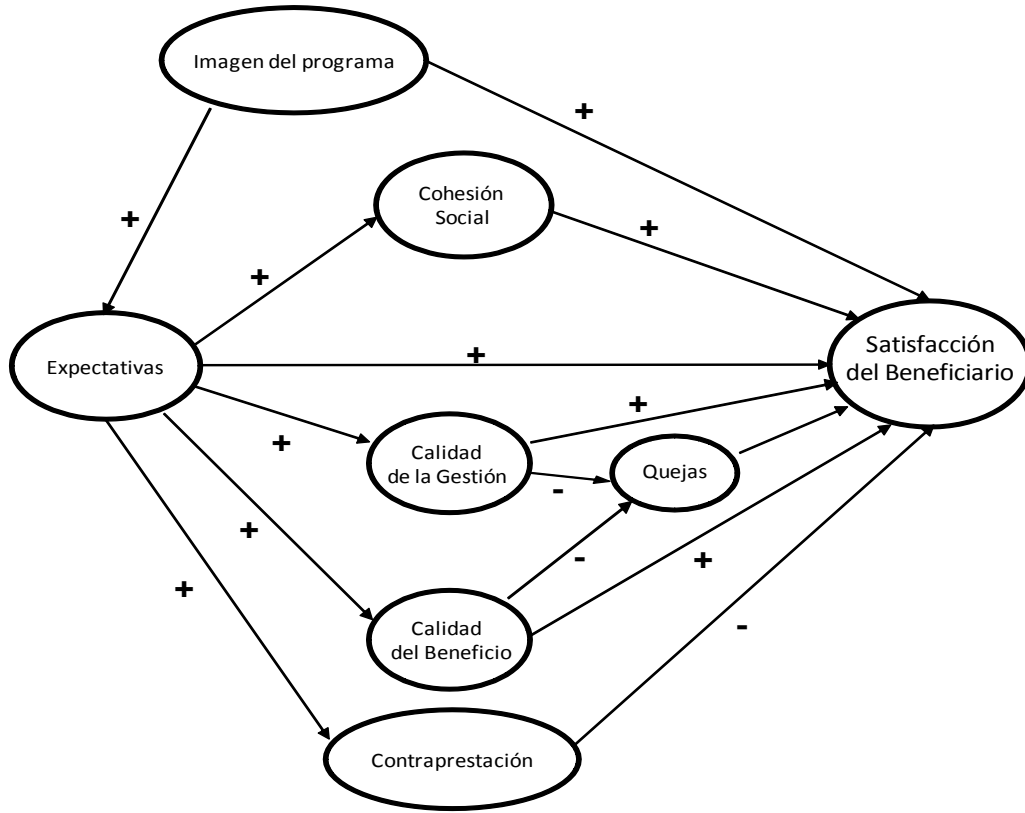 Imagen del programa
+
Cohesión
Social
+
+
+
Expectativas
+
Satisfacción
del Beneficiario
+
+
Calidad
de la Gestión
-
Quejas
+
-
+
+
-
Calidad
del Beneficio
Contraprestación